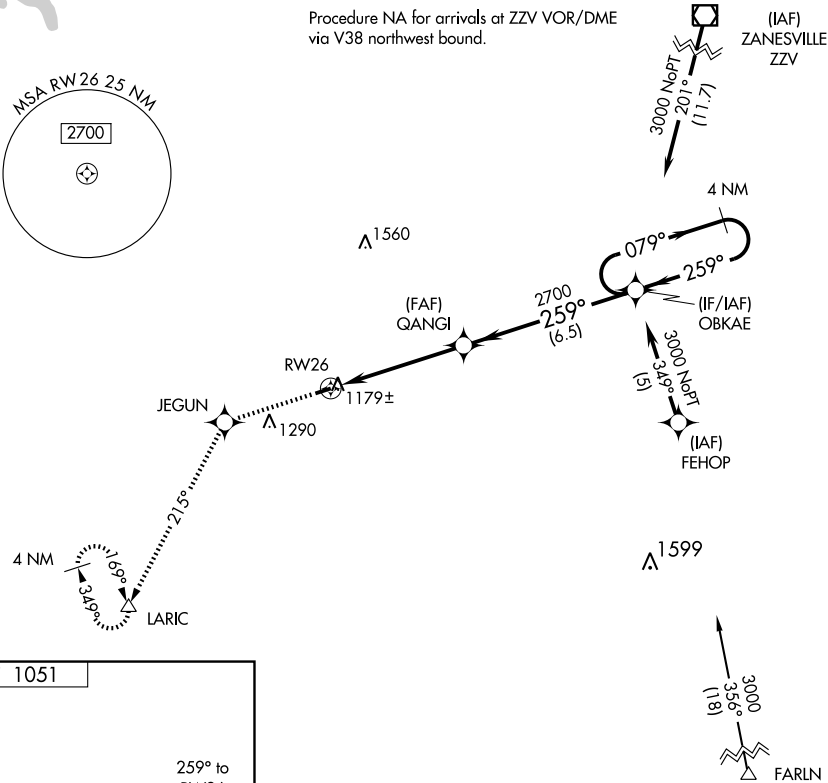 Procedure NA for arrivals at ZZV VOR/DME
via V38 northwest bound.
(IAF)
ZANESVILLE
ZZV
3000 NoPT
201°
(11.7)
MSA RW26 25 NM
2700
4 NM
1560
079°
259°
(IF/IAF)
OBKAE
(FAF)
QANGI
2700
259°
(6.5)
RW26
1179±
3000 NoPT
349°
(5)
JEGUN
1290
(IAF)
FEHOP
215°
4 NM
169°
349°
LARIC
1599
1051
259° to
3000
356°
(18)
FARLN